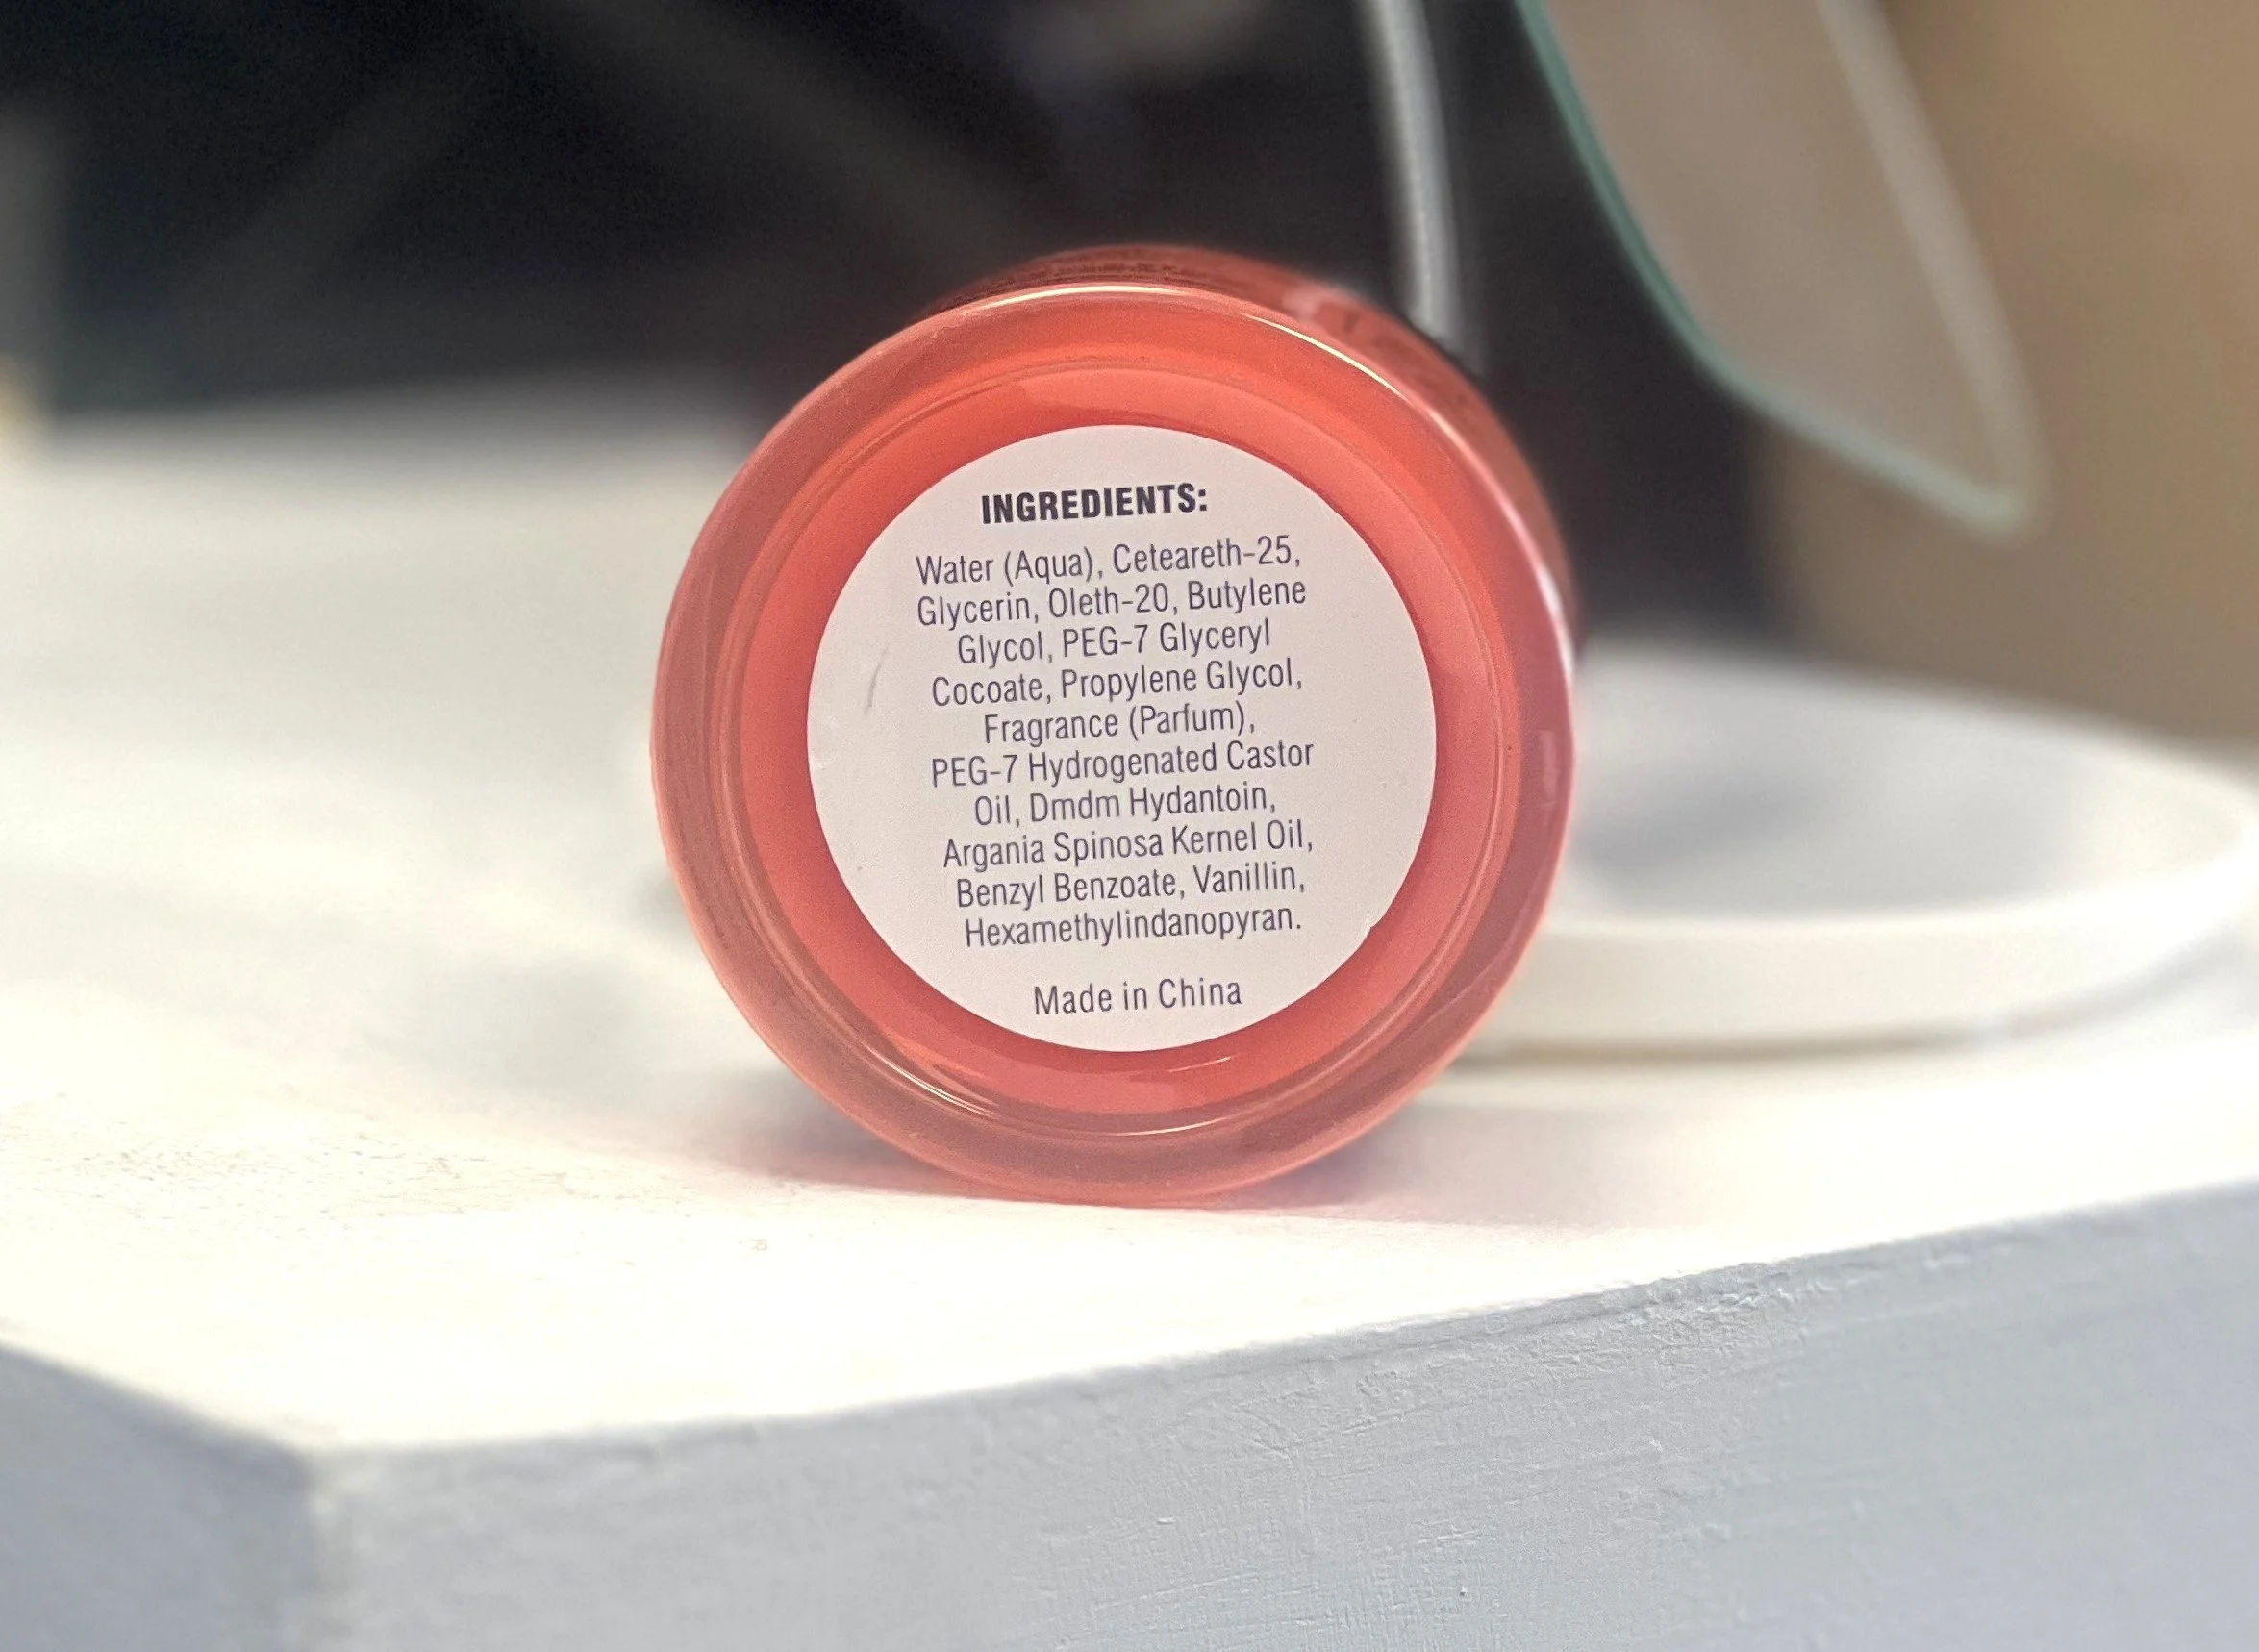 INGREDIENTS:
Water (Aqua), Ceteareth-25,
Glycerin, Oleth-20, Butylene
Glycol, PEG-7 Glyceryl
Cocoate, Propylene Glycol,
Fragrance (Parfum),
PEG-7 Hydrogenated Castor
Oil, Dmdm Hydantoin,
Argania Spinosa Kernel Oil,
Benzyl Benzoate, Vanillin,
Hexamethylindanopyran.
Made in China